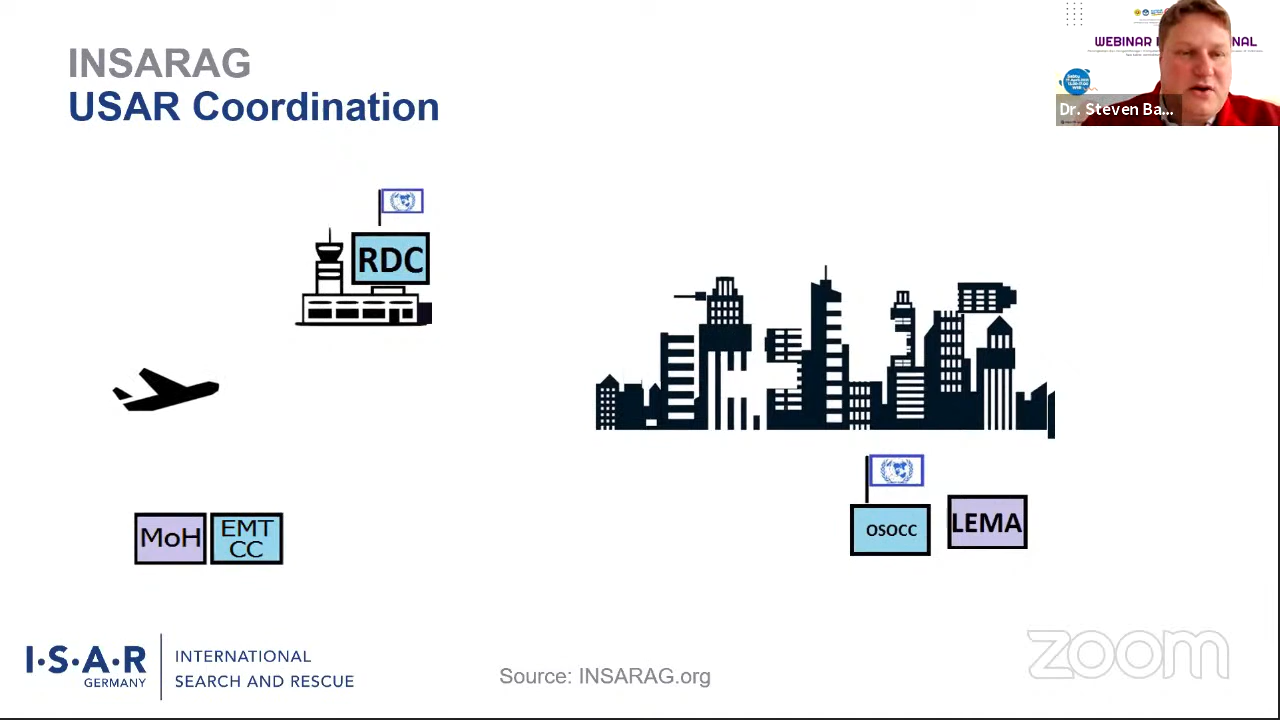 INSARAG
USAR Coordination
WEBINAR
NAL
Dr. Steven Ba...
RDC
MoH
EMT
CC
OSOCC
LEMA
I·S·A·R
GERMANY
INTERNATIONAL
SEARCH AND RESCUE
Source: INSARAG.org
zoom